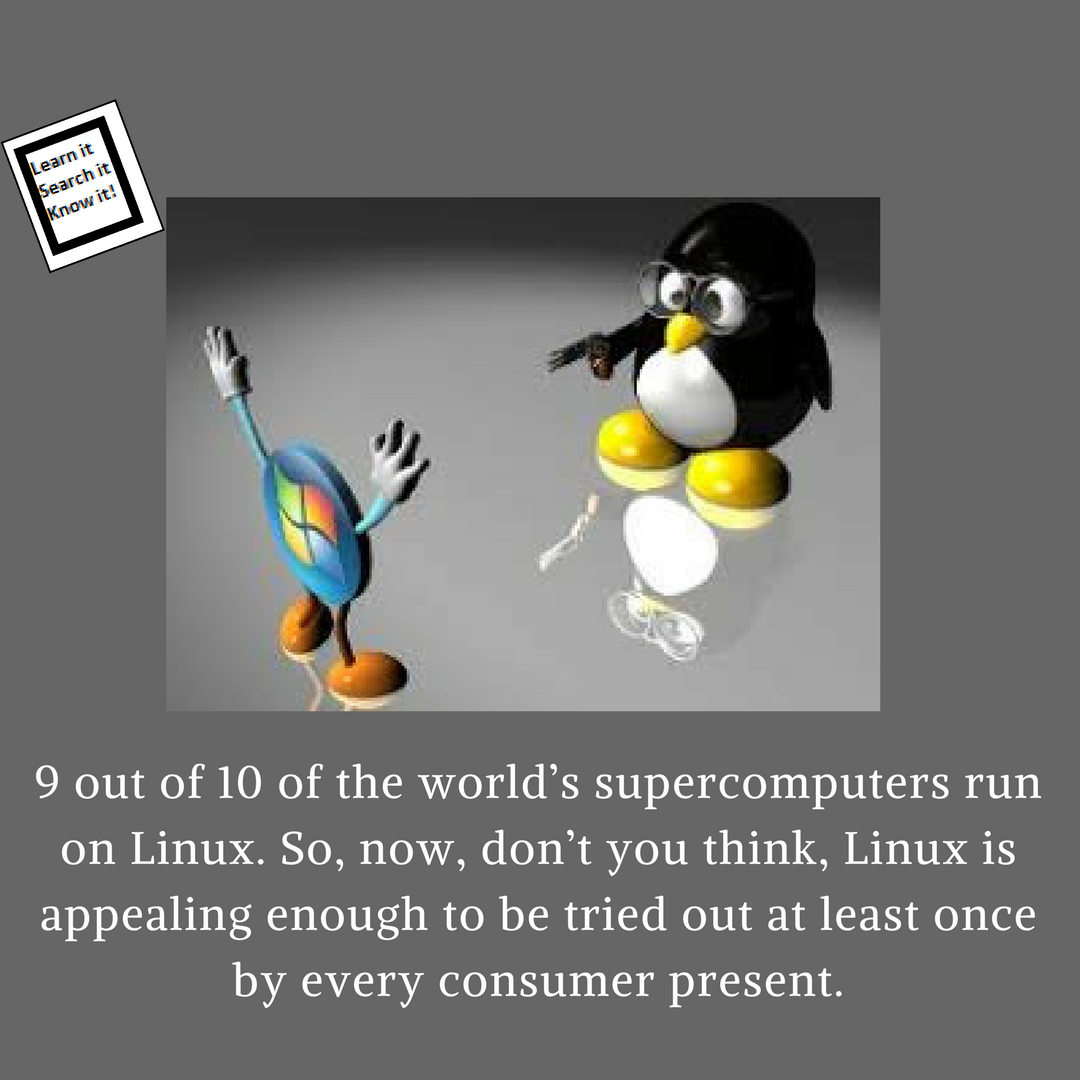 Learn it
Search it
Know it!
9 out of 10 of the world’s supercomputers run
on Linux. So, now, don’t you think, Linux is
appealing enough to be tried out at least once
by every consumer present.